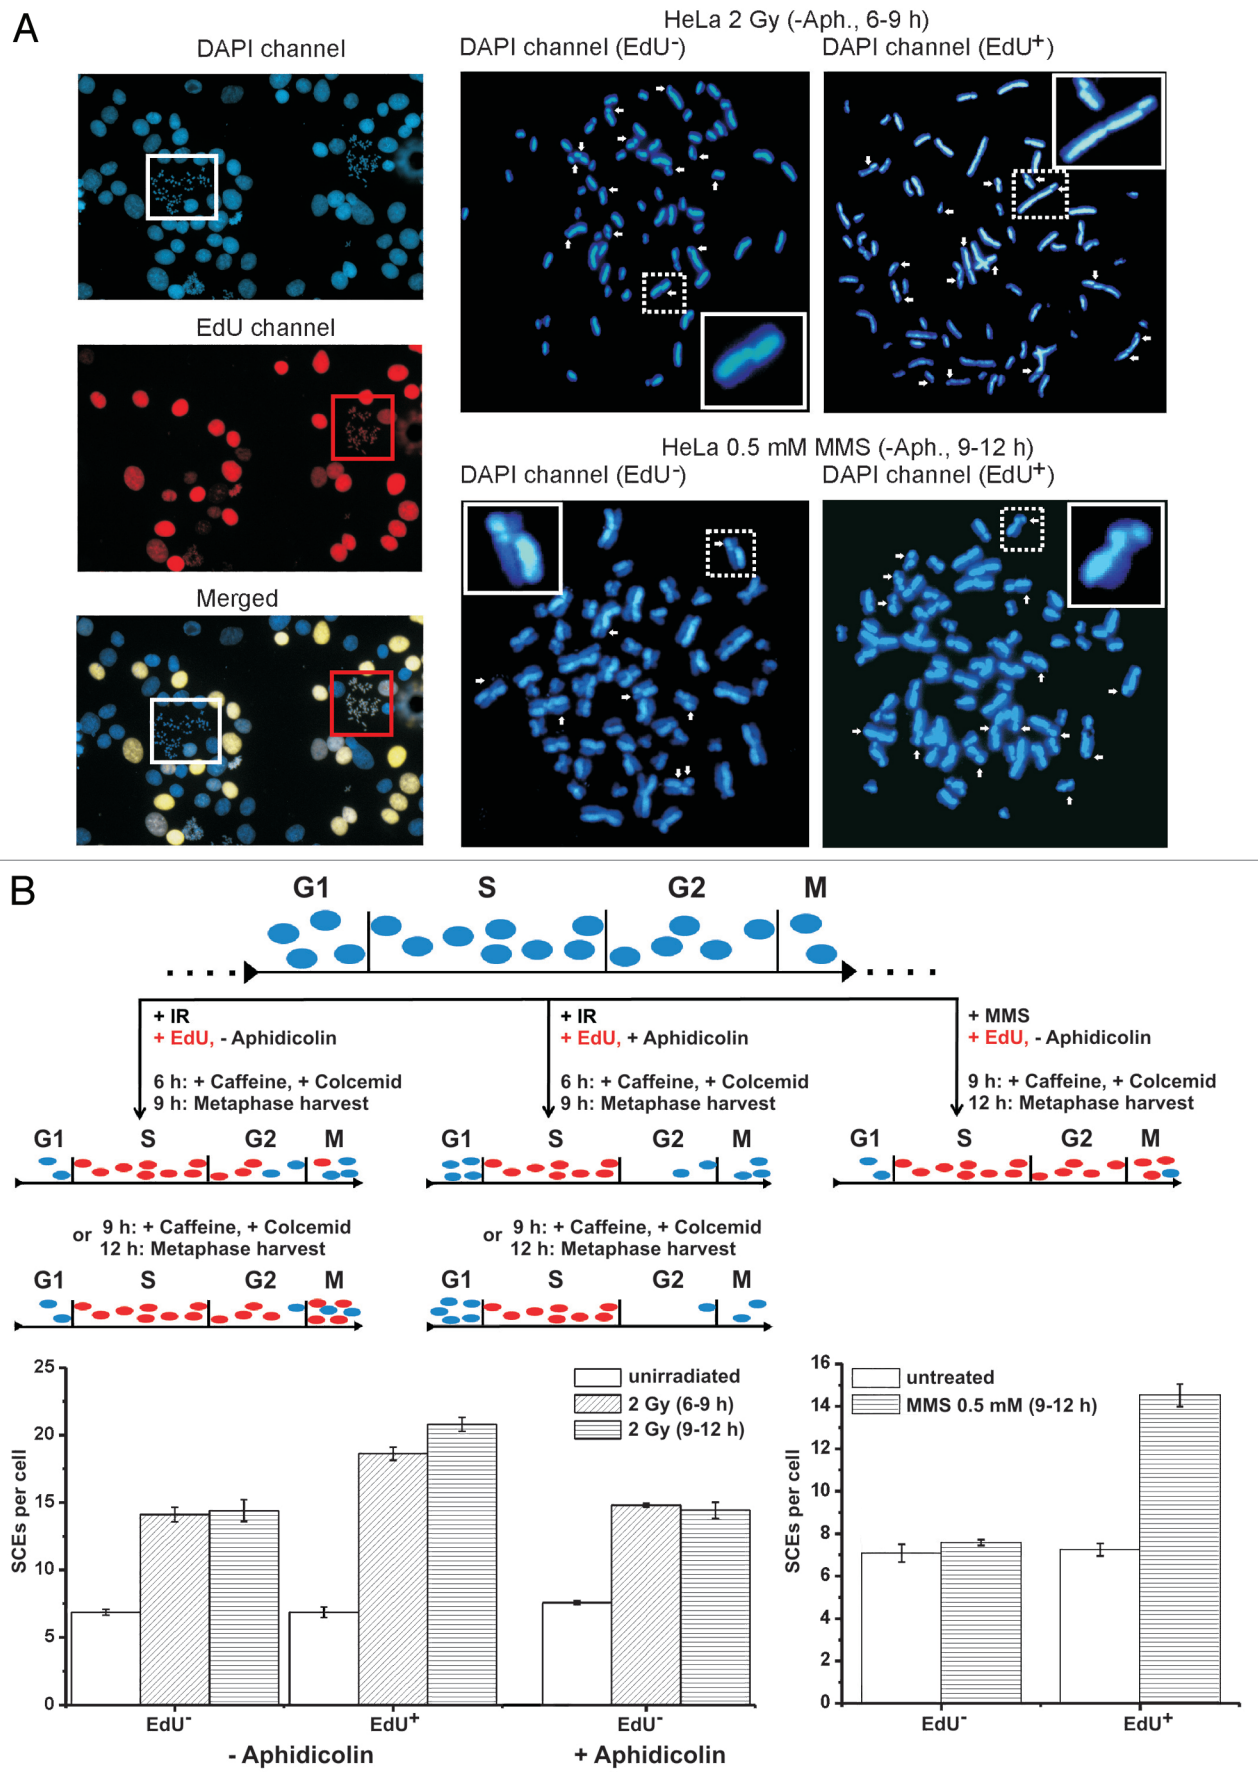 A
HeLa 2 Gy (-Aph., 6-9 h)
DAPI channel
DAPI channel (EdU-)
DAPI channel (EdU+)
EdU channel
HeLa 0.5 mM MMS (-Aph., 9-12 h)
DAPI channel (EdU-)
DAPI channel (EdU+)
Merged
B
G1 S G2 M
+ IR
+ EdU, - Aphidicolin
6 h: + Caffeine, + Colcemid
9 h: Metaphase harvest
+ IR
+ EdU, + Aphidicolin
6 h: + Caffeine, + Colcemid
9 h: Metaphase harvest
+ MMS
+ EdU, - Aphidicolin
9 h: + Caffeine, + Colcemid
12 h: Metaphase harvest
G1 S G2 M
G1 S G2 M
G1 S G2 M
or 9 h: + Caffeine, + Colcemid
12 h: Metaphase harvest
or 9 h: + Caffeine, + Colcemid
12 h: Metaphase harvest
G1 S G2 M
G1 S G2 M
SCEs per cell
25
20
15
10
5
0
unirradiated
2 Gy (6-9 h)
2 Gy (9-12 h)
EdU-
EdU+
EdU-
- Aphidicolin
+ Aphidicolin
SCEs per cell
16
14
12
10
8
6
4
2
0
untreated
MMS 0.5 mM (9-12 h)
EdU-
EdU+